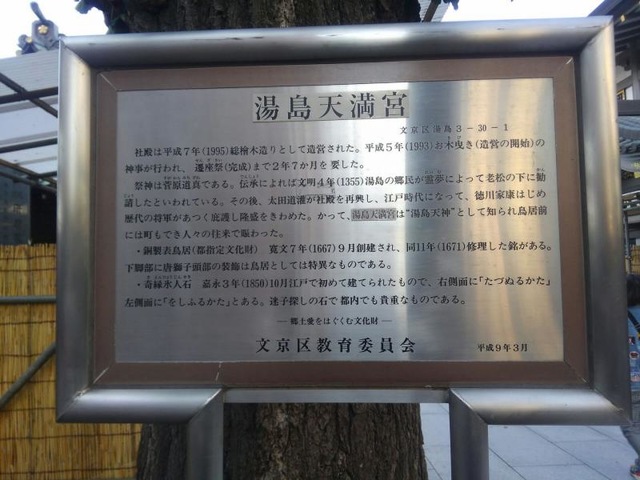 湯島天満宮
文京区湯島3-30-1
社殿は平成7年(1995)総檜木造りとして造営された。平成5年(1993)お木曳き(造営の開始)の
神事が行われ、遷座祭(完成)まで2年7か月を要した。
祭神は菅原道真である。伝承によれば文明4年(1355)湯島の郷民が霊夢によって老松の下に勧
請したといわれている。その後、太田道灌が社殿を再興し、江戸時代になって、徳川家康はじめ
歴代の将軍があつく庇護し隆盛をきわめた。かつて、湯島天満宮は“湯島天神”として知られ鳥居前
には町もでき人々の往来で賑わった。
・銅製表鳥居(都指定文化財) 寛文7年(1667)9月創建され、同11年(1671)修理した銘がある。
下脚部に唐獅子頭部の装飾は鳥居としては特異なものである。
・奇縁氷人石 嘉永3年(1850)10月江戸で初めて建てられたもので、右側面に「たづぬるかた」
左側面に「をしふるかた」とある。迷子探しの石で都内でも貴重なものである。
―郷土愛をはぐくむ文化財―
文京区教育委員会 平成9年3月